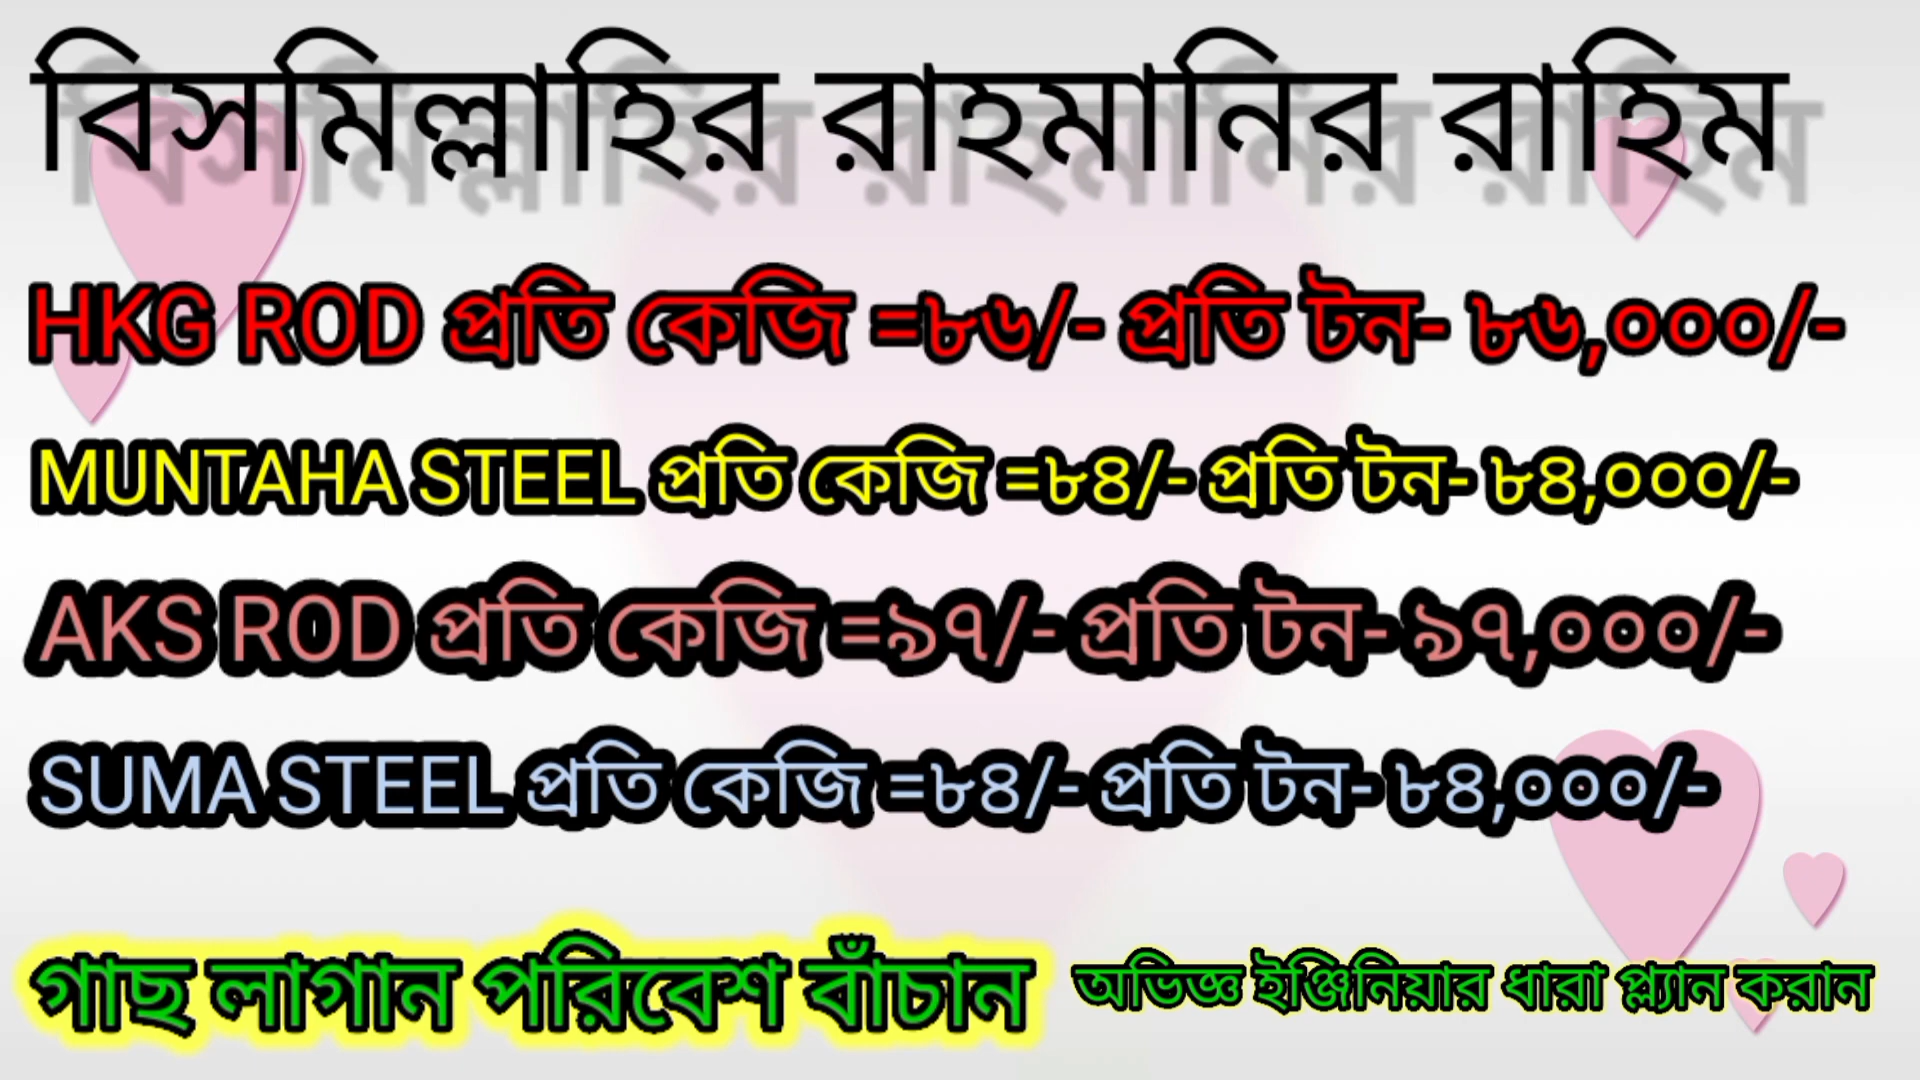 বিসমিল্লাহির রাহমানির রাহিম
HKG ROD প্রতি কেজি =৮৬/- প্রতি টন- ৮৬,০০০/-
MUNTAHA STEEL প্রতি কেজি =৮৪/- প্রতি টন- ৮৪,০০০/-
AKS ROD প্রতি কেজি =৯৭/- প্রতি টন- ৯৭,০০০/-
SUMA STEEL প্রতি কেজি =৮৪/- প্রতি টন- ৮৪,০০০/-
গাছ লাগান পরিবেশ বাঁচান অভিজ্ঞ ইঞ্জিনিয়ার ধারা প্ল্যান করান